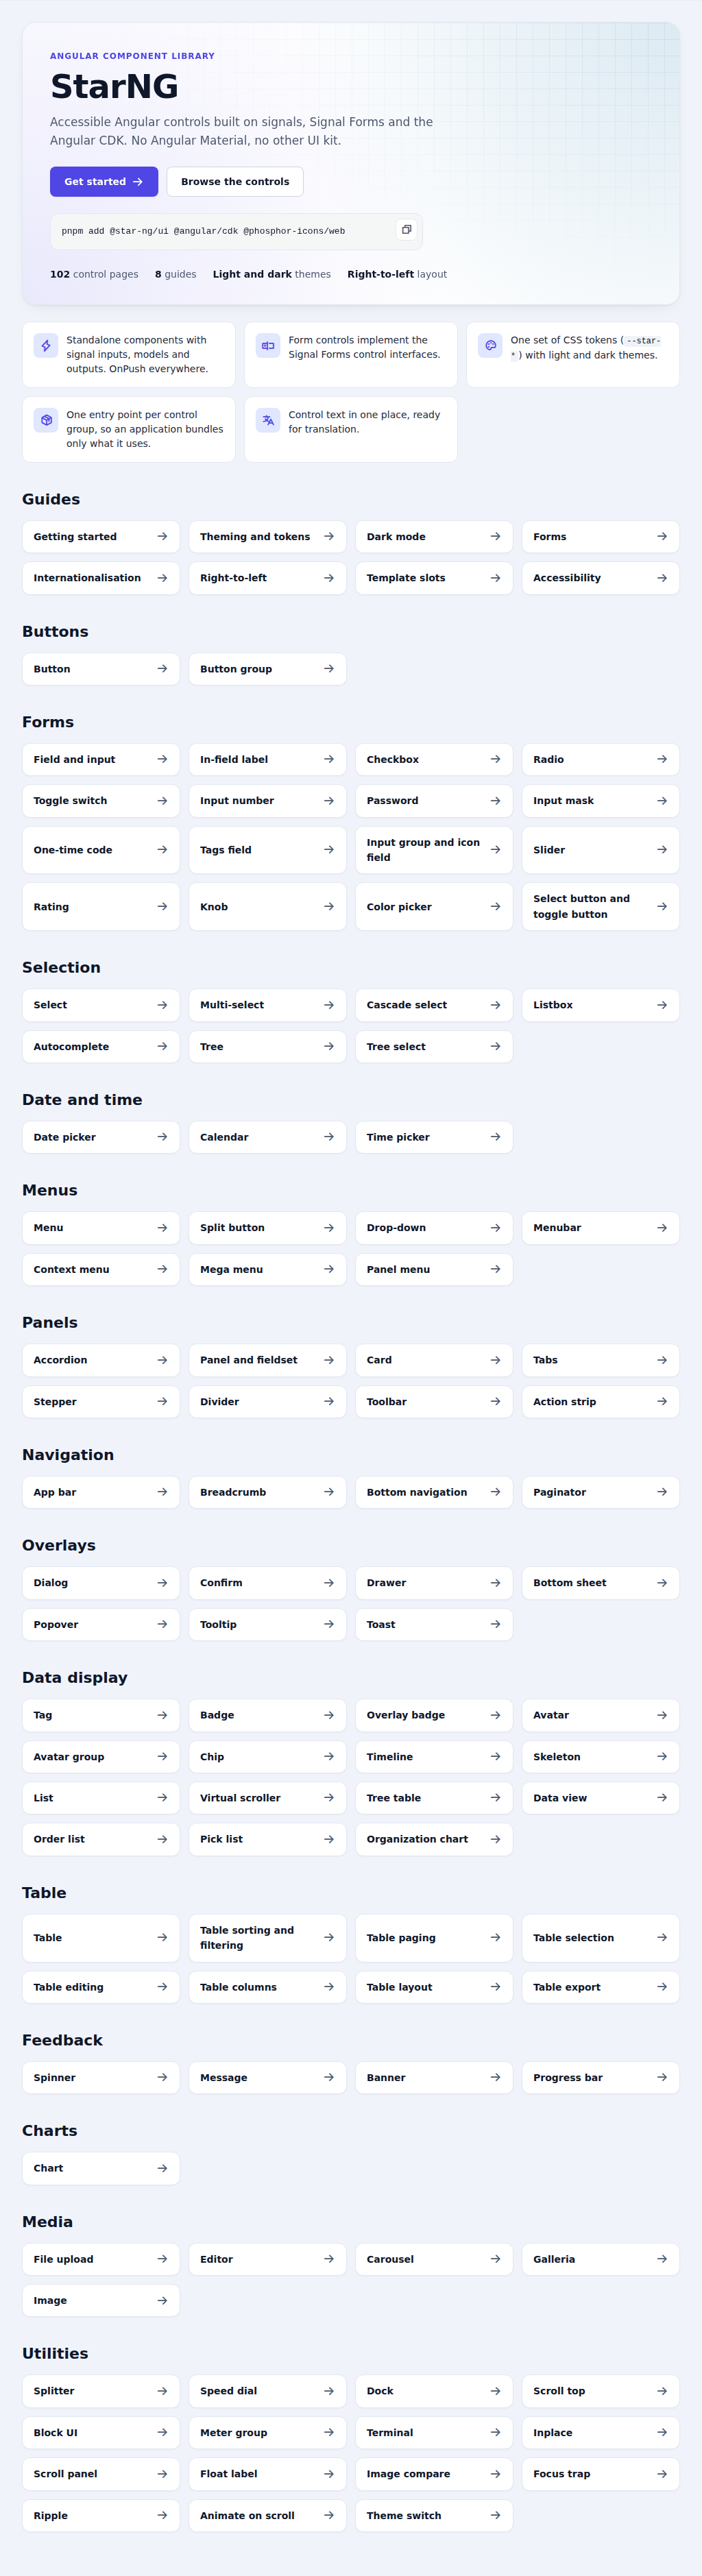 ANGULAR COMPONENT LIBRARY
StarNG
Accessible Angular controls built on signals, Signal Forms and the
Angular CDK. No Angular Material, no other UI kit.
Get started
Browse the controls
pnpm add @star-ng/ui @angular/cdk @phosphor-icons/web
102 control pages 8 guides Light and dark themes Right-to-left layout
Standalone components with
signal inputs, models and
outputs. OnPush everywhere.
Form controls implement the
Signal Forms control interfaces.
One set of CSS tokens (--star-
*) with light and dark themes.
One entry point per control
group, so an application bundles
only what it uses.
Control text in one place, ready
for translation.
Guides
Getting started
Theming and tokens
Dark mode
Forms
Internationalisation
Right-to-left
Template slots
Accessibility
Buttons
Button
Button group
Forms
Field and input
In-field label
Checkbox
Radio
Toggle switch
Input number
Password
Input mask
One-time code
Tags field
Input group and icon
field
Slider
Rating
Knob
Color picker
Select button and
toggle button
Selection
Select
Multi-select
Cascade select
Listbox
Autocomplete
Tree
Tree select
Date and time
Date picker
Calendar
Time picker
Menus
Menu
Split button
Drop-down
Menubar
Context menu
Mega menu
Panel menu
Panels
Accordion
Panel and fieldset
Card
Tabs
Stepper
Divider
Toolbar
Action strip
Navigation
App bar
Breadcrumb
Bottom navigation
Paginator
Overlays
Dialog
Confirm
Drawer
Bottom sheet
Popover
Tooltip
Toast
Data display
Tag
Badge
Overlay badge
Avatar
Avatar group
Chip
Timeline
Skeleton
List
Virtual scroller
Tree table
Data view
Order list
Pick list
Organization chart
Table
Table
Table sorting and
filtering
Table paging
Table selection
Table editing
Table columns
Table layout
Table export
Feedback
Spinner
Message
Banner
Progress bar
Charts
Chart
Media
File upload
Editor
Carousel
Galleria
Image
Utilities
Splitter
Speed dial
Dock
Scroll top
Block UI
Meter group
Terminal
Inplace
Scroll panel
Float label
Image compare
Focus trap
Ripple
Animate on scroll
Theme switch